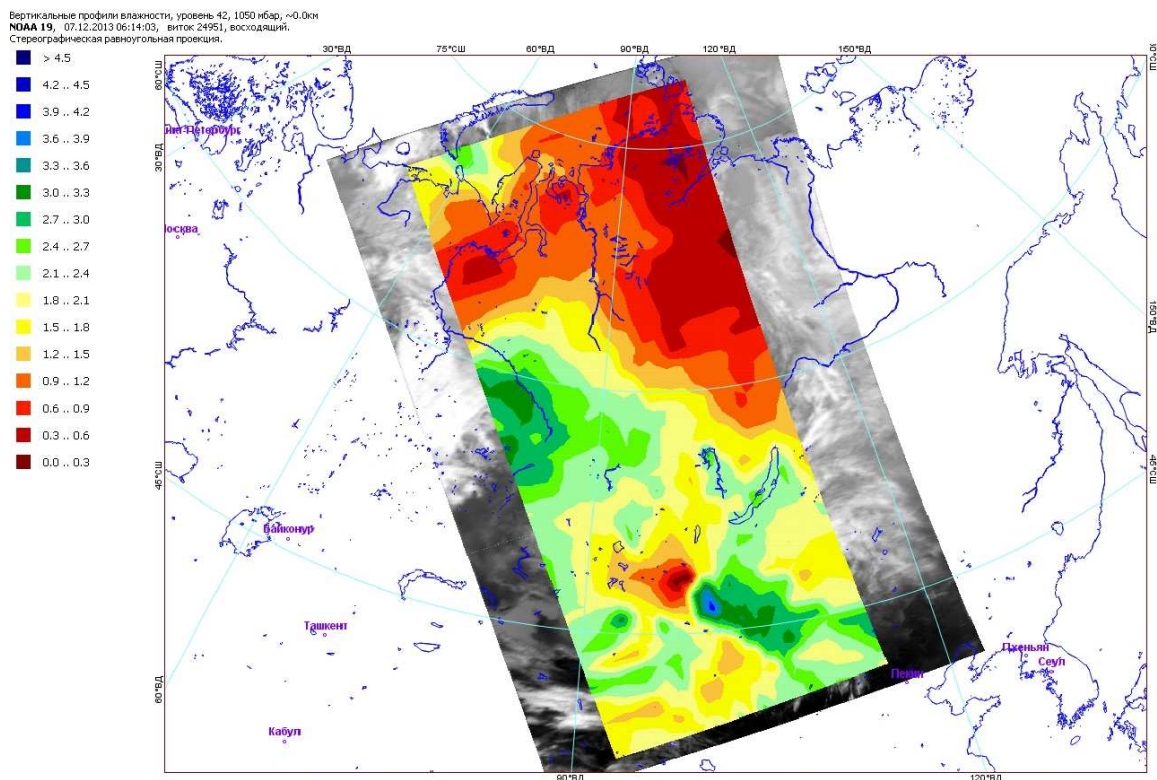 Вертикальные профили влажности, уровень 42, 1050 мбар, ~0.0км
NOAA 19, 07.12.2013 06:14:03, виток 24951, восходящий.
Стереографическая равноугольная проекция.
30°ВД 75°СШ 60°ВД 90°ВД 120°ВД 150°ВД
> 4.5
4.2 .. 4.5
3.9 .. 4.2
3.6 .. 3.9
3.3 .. 3.6
3.0 .. 3.3
2.7 .. 3.0
2.4 .. 2.7
2.1 .. 2.4
1.8 .. 2.1
1.5 .. 1.8
1.2 .. 1.5
0.9 .. 1.2
0.6 .. 0.9
0.3 .. 0.6
0.0 .. 0.3
60°СШ
30°ВД
45°СШ
60°ВД
150°ВД
45°СШ
Байконур
Ташкент
Кабул
Пхеньян
Сеул
Пекин
90°ВД 120°ВД